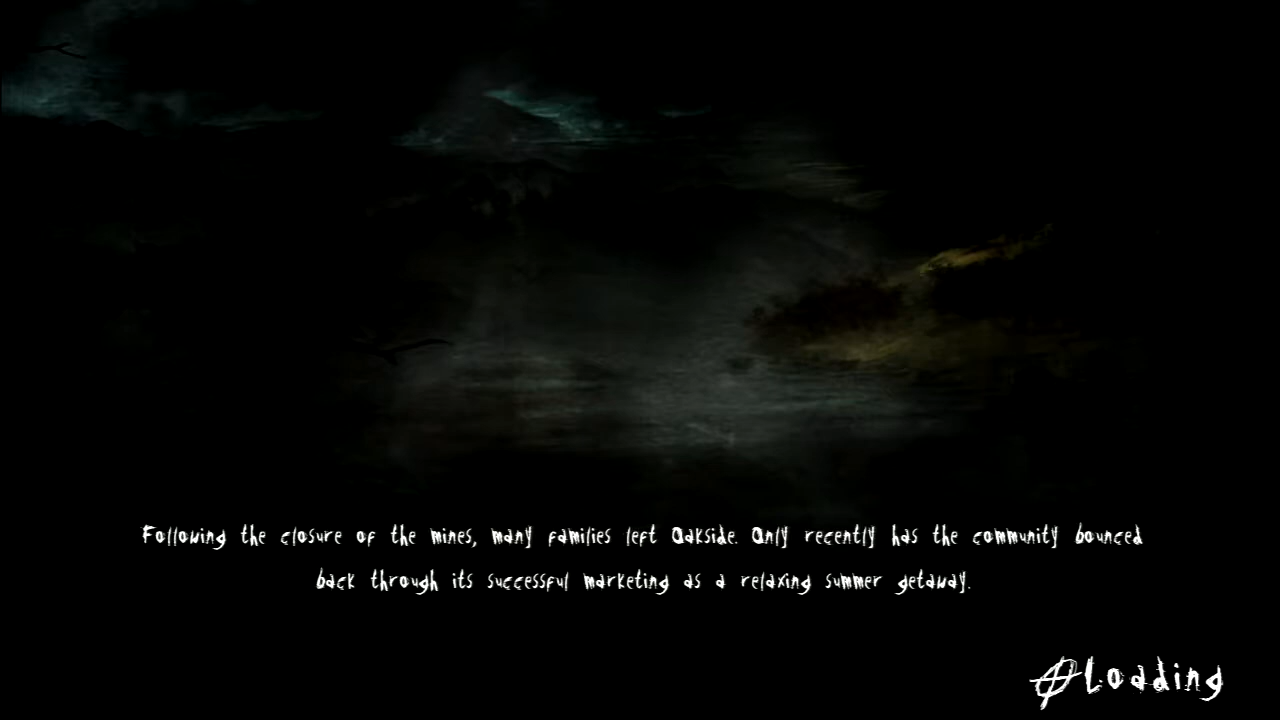 Following the closure of the mines, many families left Oakside. Only recently has the community bounced
back through its successful marketing as a relaxing summer getaway.
Loading